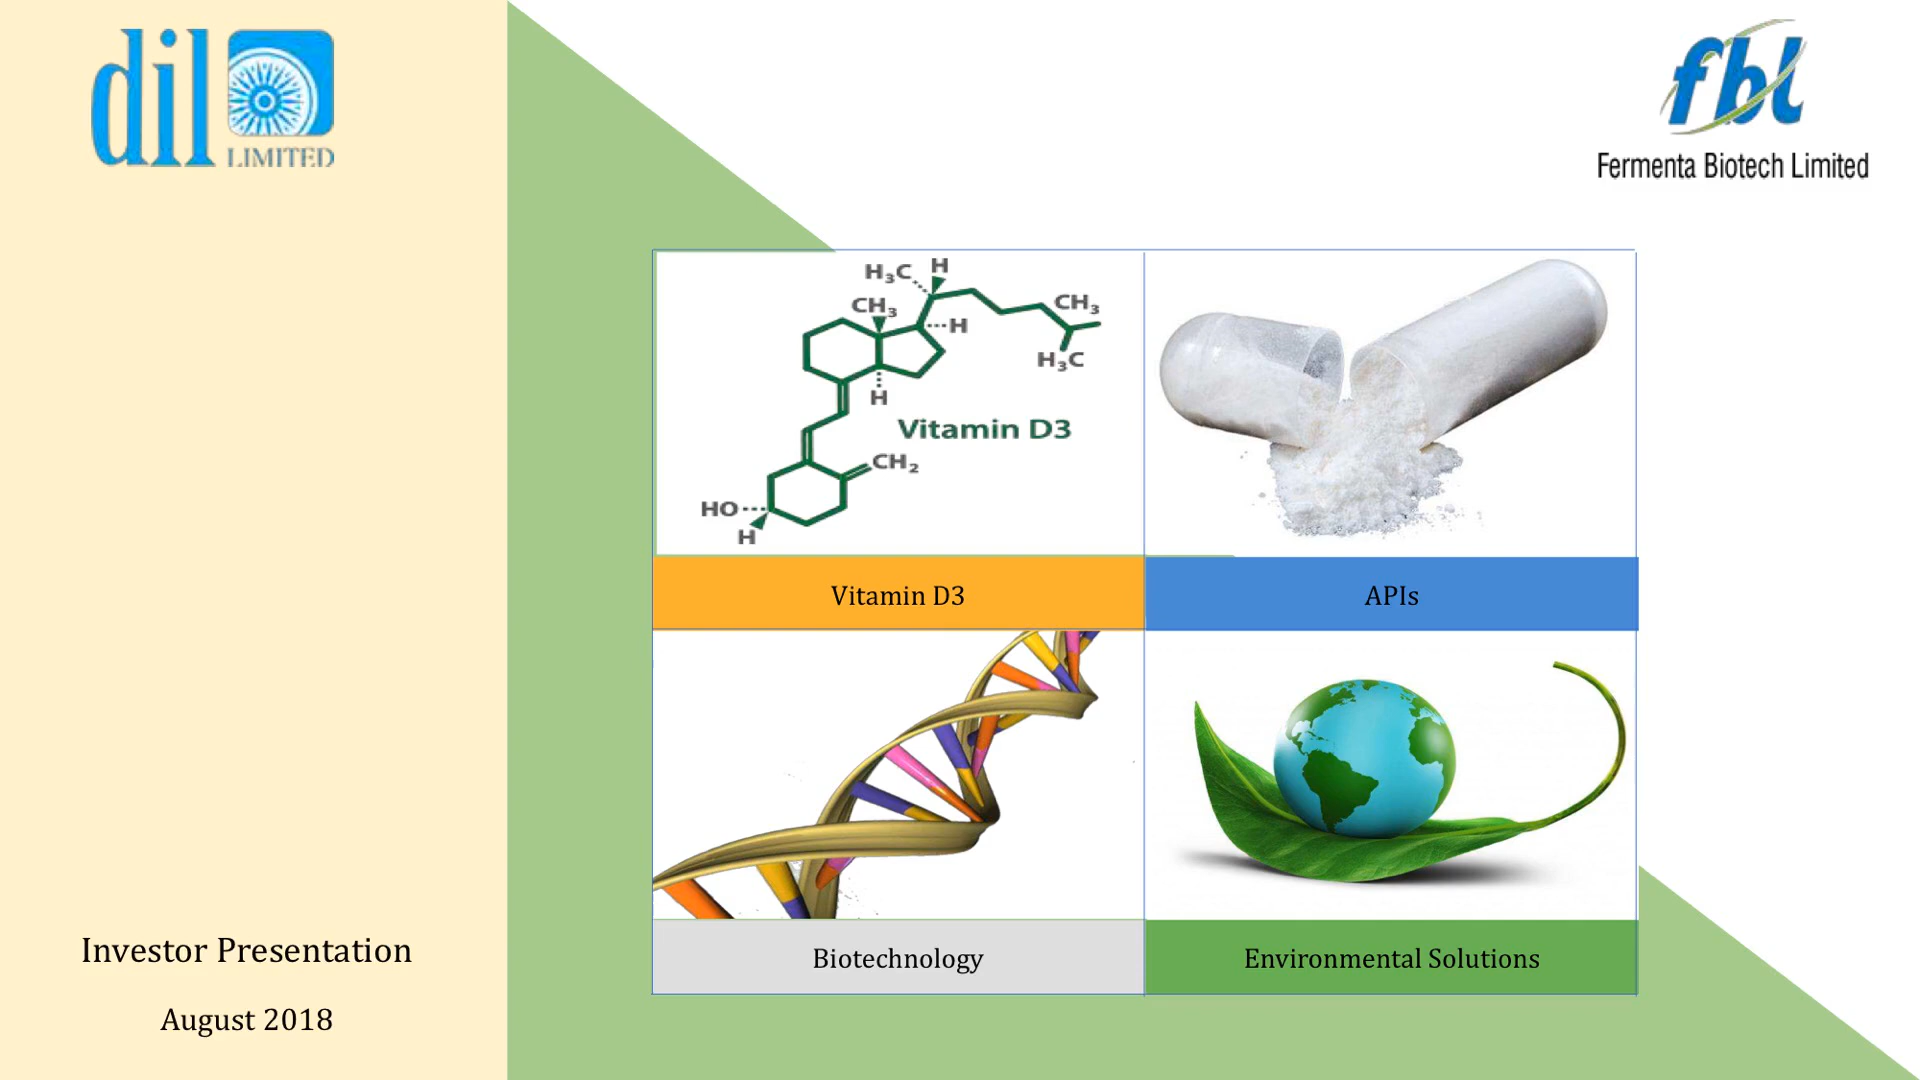 dil
LIMITED
fbl
Fermenta Biotech Limited
H₃C
H
CH₃
H
CH₃
H₃C
H
Vitamin D3
CH₂
HO
H
Vitamin D3
APIs
Biotechnology
Environmental Solutions
Investor Presentation
August 2018